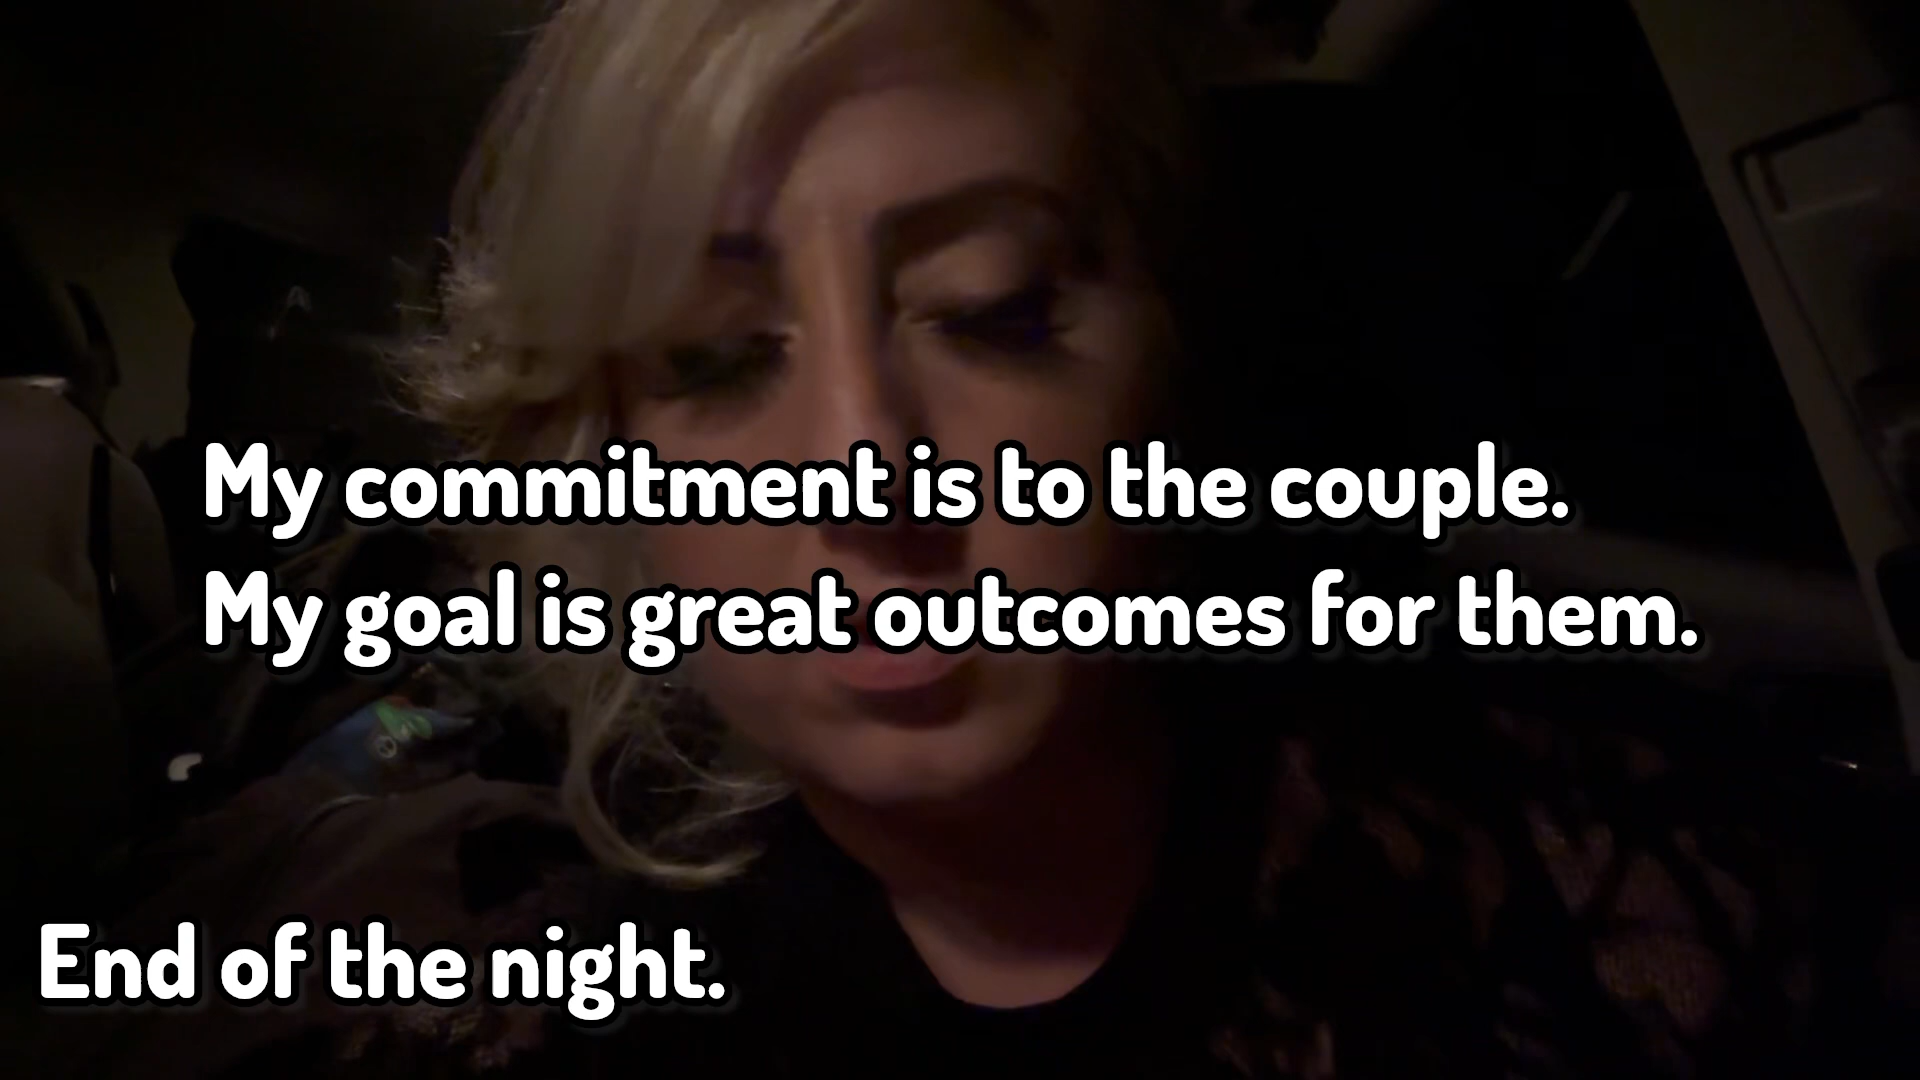 My commitment is to the couple.
My goal is great outcomes for them.
End of the night.